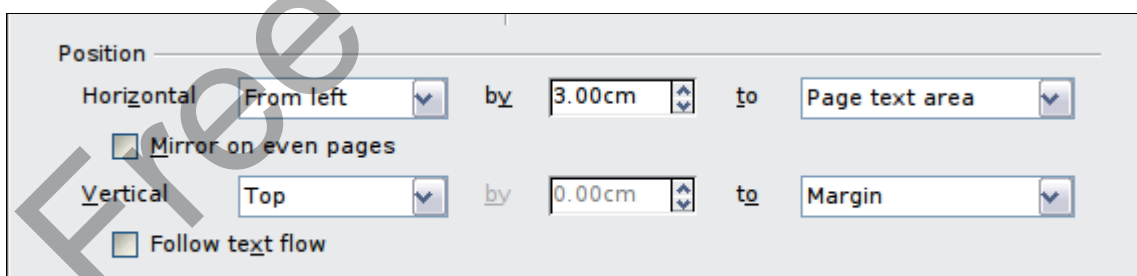 Position
Horizontal From left by 3.00cm to Page text area
Mirror on even pages
Vertical Top by 0.00cm to Margin
Follow text flow
Free